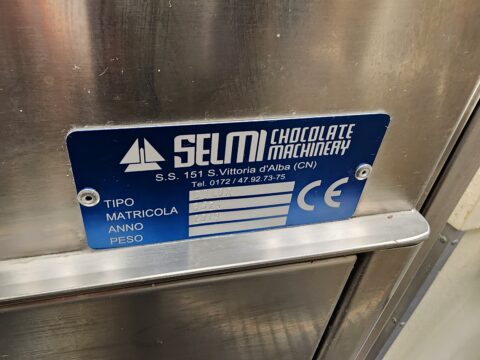 SELMI CHOCOLATE MACHINERY
S.S. 151 S.Vittoria d'Alba (CN)
Tel. 0172 / 47.92.73-75
TIPO
MATRICOLA
ANNO
PESO
CE